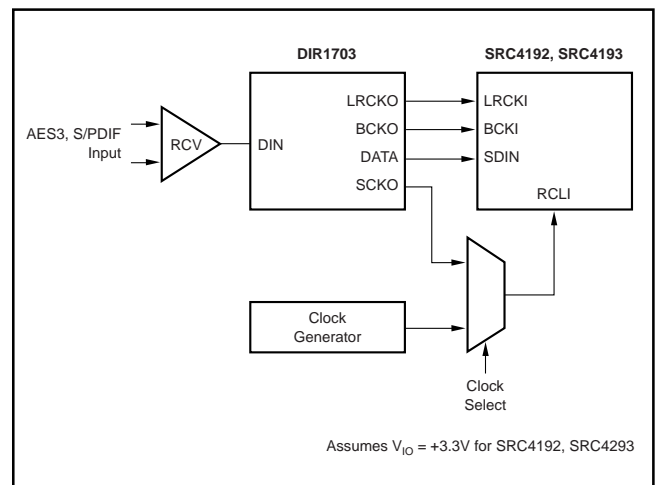 DIR1703
SRC4192, SRC4193
AES3, S/PDIF
Input
RCV
DIN
LRCKO
BCKO
DATA
SCKO
LRCKI
BCKI
SDIN
RCLI
Clock
Generator
Clock
Select
Assumes VIO = +3.3V for SRC4192, SRC4293